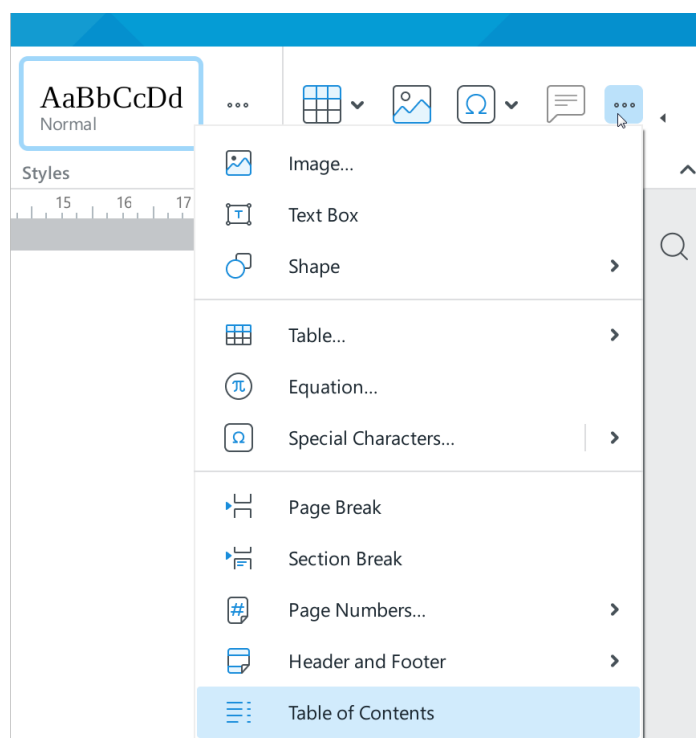 AaBbCcDd
Normal
Styles
15 16 17
Image...
Text Box
Shape
Table...
Equation...
Special Characters...
Page Break
Section Break
Page Numbers...
Header and Footer
Table of Contents